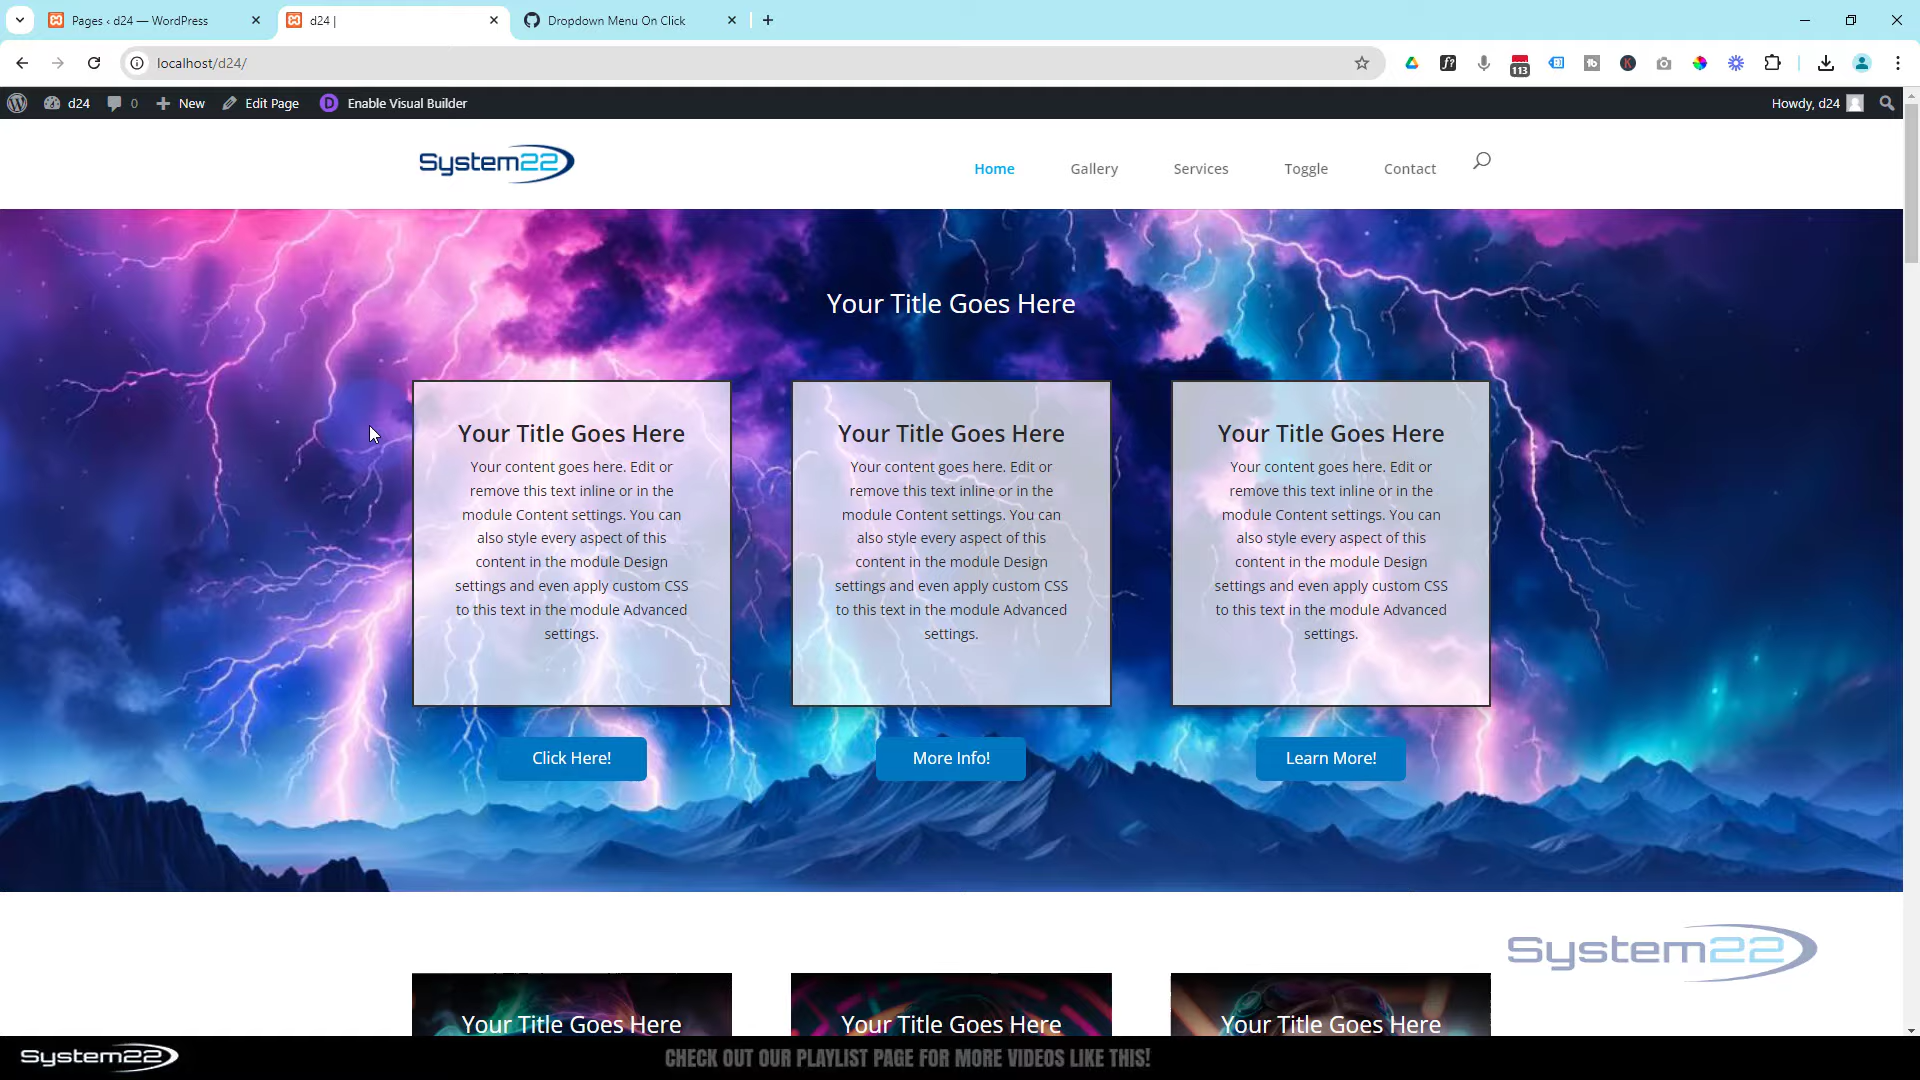 Pages ‹ d24 — WordPress
d24 |
Dropdown Menu On Click
localhost/d24/
113
d24
0
New
Edit Page
Enable Visual Builder
Howdy, d24
System22
Home
Gallery
Services
Toggle
Contact
Your Title Goes Here
Your Title Goes Here
Your content goes here. Edit or
remove this text inline or in the
module Content settings. You can
also style every aspect of this
content in the module Design
settings and even apply custom CSS
to this text in the module Advanced
settings.
Click Here!
Your Title Goes Here
Your content goes here. Edit or
remove this text inline or in the
module Content settings. You can
also style every aspect of this
content in the module Design
settings and even apply custom CSS
to this text in the module Advanced
settings.
More Info!
Your Title Goes Here
Your content goes here. Edit or
remove this text inline or in the
module Content settings. You can
also style every aspect of this
content in the module Design
settings and even apply custom CSS
to this text in the module Advanced
settings.
Learn More!
System22
Your Title Goes Here
Your Title Goes Here
Your Title Goes Here
System22
CHECK OUT OUR PLAYLIST PAGE FOR MORE VIDEOS LIKE THIS!